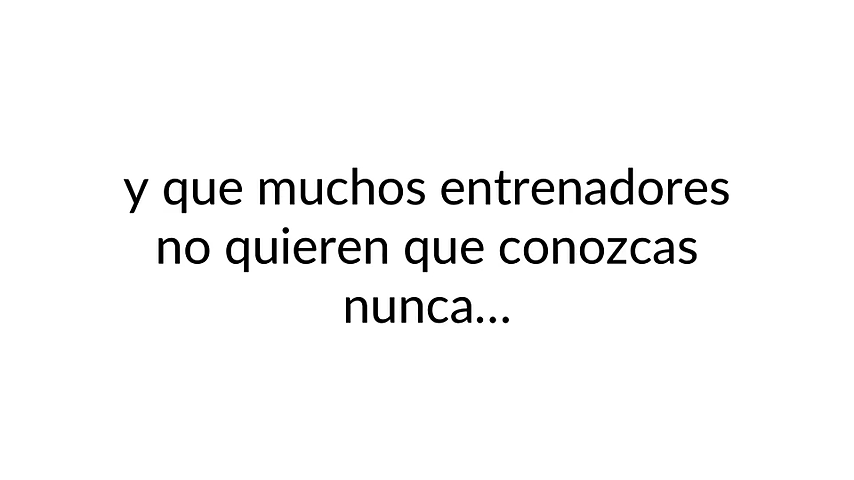 y que muchos entrenadores
no quieren que conozcas
nunca...